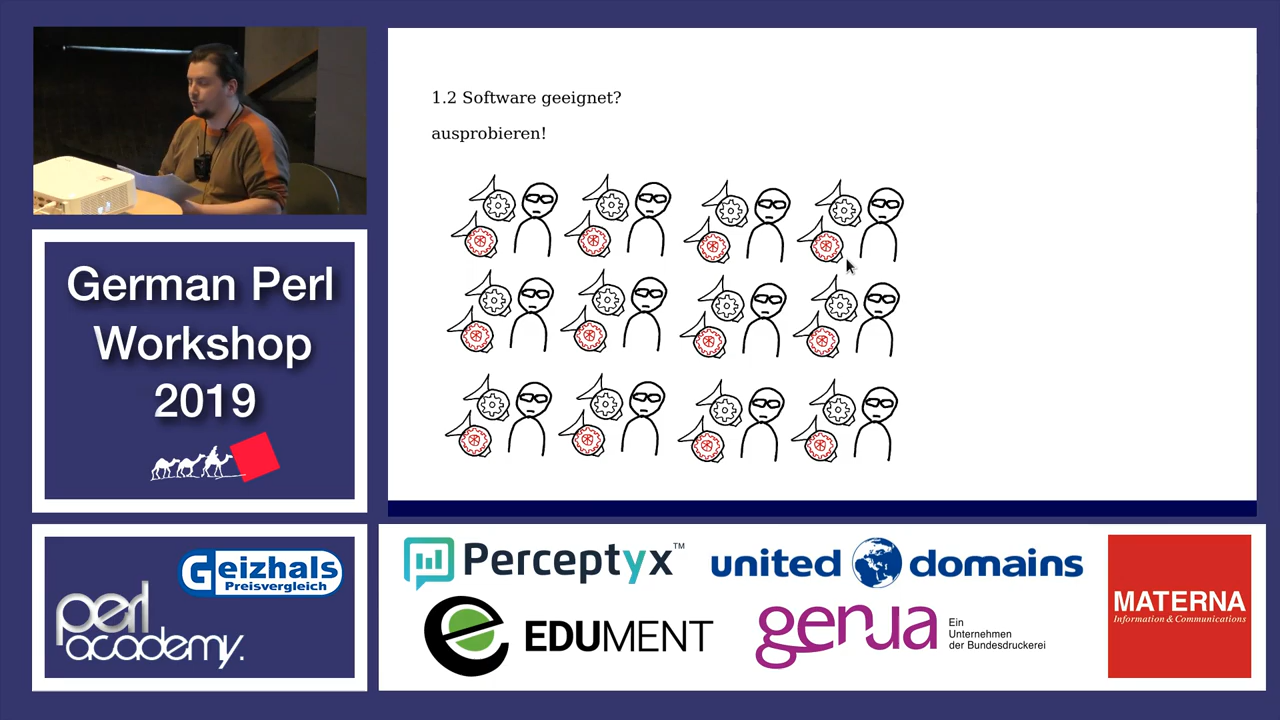 1.2 Software geeignet?
ausprobieren!
German Perl
Workshop
2019
Geizhals
Preisvergleich
perl
academy.
Perceptyx™
united domains
EDUMENT
genua
Ein
Unternehmen
der Bundesdruckerei
MATERNA
Information & Communications